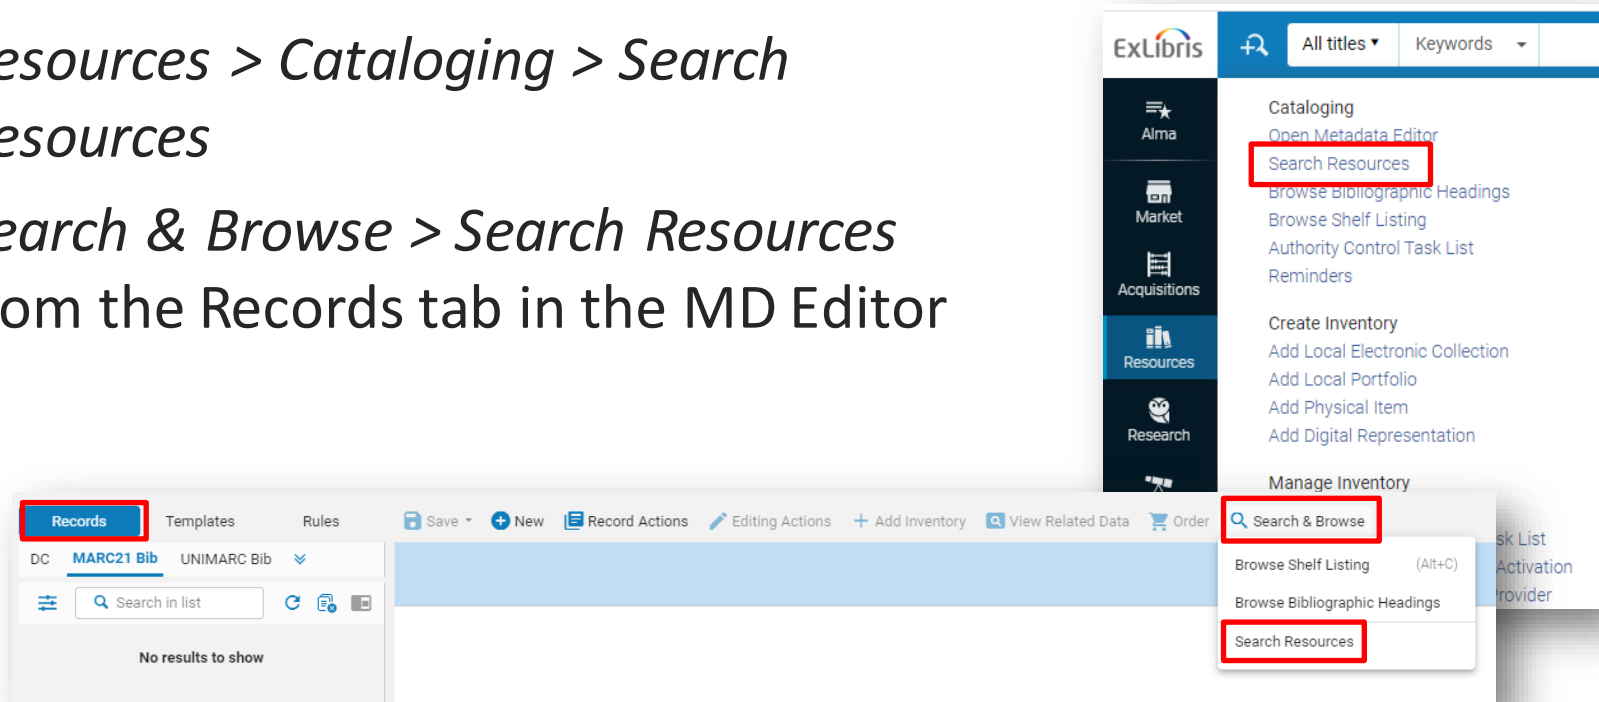 esources > Cataloging > Search
esources
earch & Browse > Search Resources
om the Records tab in the MD Editor
ExLibris
All titles
Keywords
Alma
Market
Acquisitions
Resources
Research
Cataloging
Open Metadata Editor
Search Resources
Browse Bibliographic Headings
Browse Shelf Listing
Authority Control Task List
Reminders
Create Inventory
Add Local Electronic Collection
Add Local Portfolio
Add Physical Item
Add Digital Representation
Manage Inventory
sk List
Activation
rovider
Records Templates Rules
Save New Record Actions Editing Actions Add Inventory View Related Data Order Search & Browse
DC MARC21 Bib UNIMARC Bib
Search in list
No results to show
Browse Shelf Listing (Alt+C)
Browse Bibliographic Headings
Search Resources